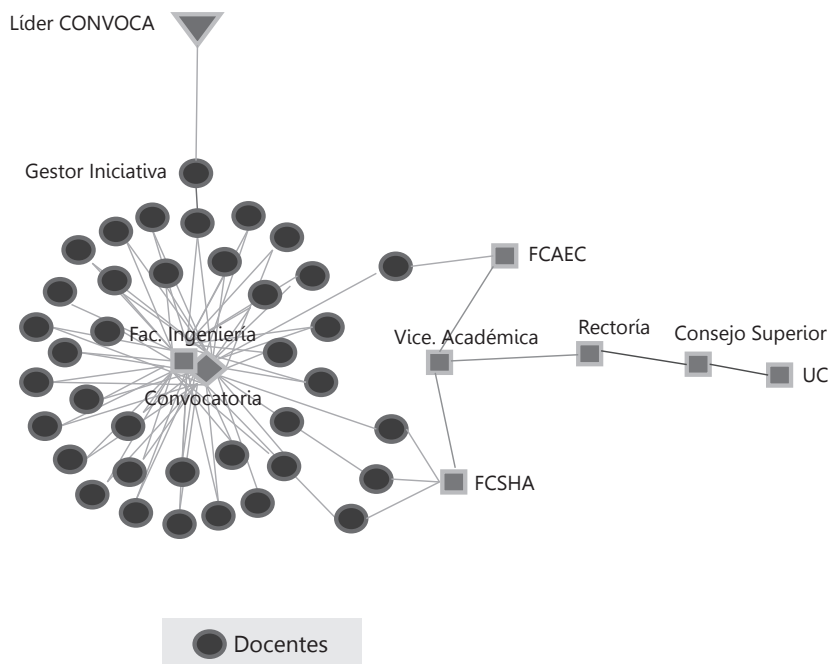 Líder CONVOCA
Gestor Iniciativa
FCAEC
Fac. Ingeniería
Vice. Académica
Rectoría
Consejo Superior
UC
Convocatoria
FCSHA
Docentes